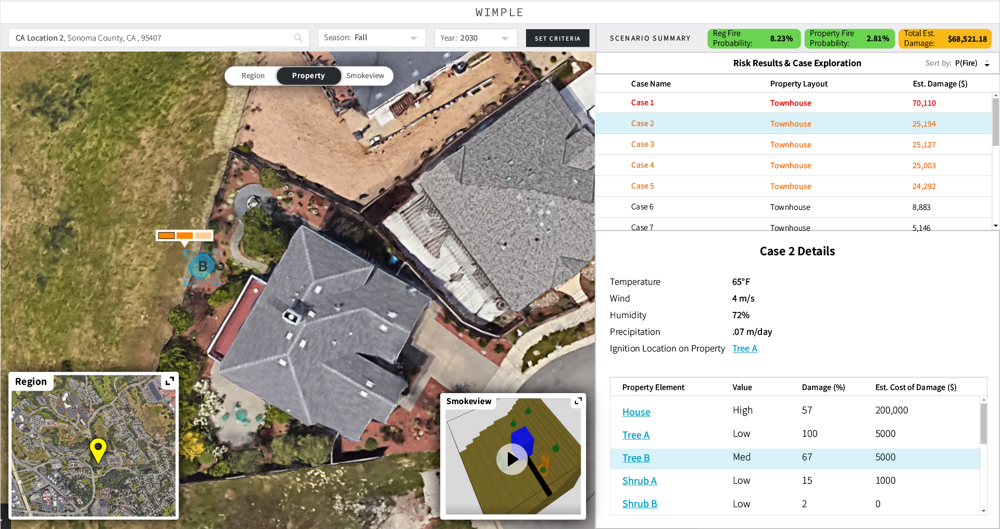 WIMPLE
CA Location 2, Sonoma County, CA , 95407
Season: Fall
Year: 2030
SET CRITERIA
SCENARIO SUMMARY
Reg Fire
Probability:
8.23%
Property Fire
Probability:
2.81%
Total Est.
Damage:
$68,521.18
Region
Property
Smokeview
Risk Results & Case Exploration
Sort by: P(Fire)
Case Name Property Layout Est. Damage ($)
Case 1 Townhouse 70,110
Case 2 Townhouse 25,194
Case 3 Townhouse 25,127
Case 4 Townhouse 25,003
Case 5 Townhouse 24,292
Case 6 Townhouse 8,883
Case 7 Townhouse 5,146
B
Case 2 Details
Temperature 65°F
Wind 4 m/s
Humidity 72%
Precipitation .07 m/day
Ignition Location on Property Tree A
Property Element Value Damage (%) Est. Cost of Damage ($)
House High 57 200,000
Tree A Low 100 5000
Tree B Med 67 5000
Shrub A Low 15 1000
Shrub B Low 2 0
Region
Smokeview